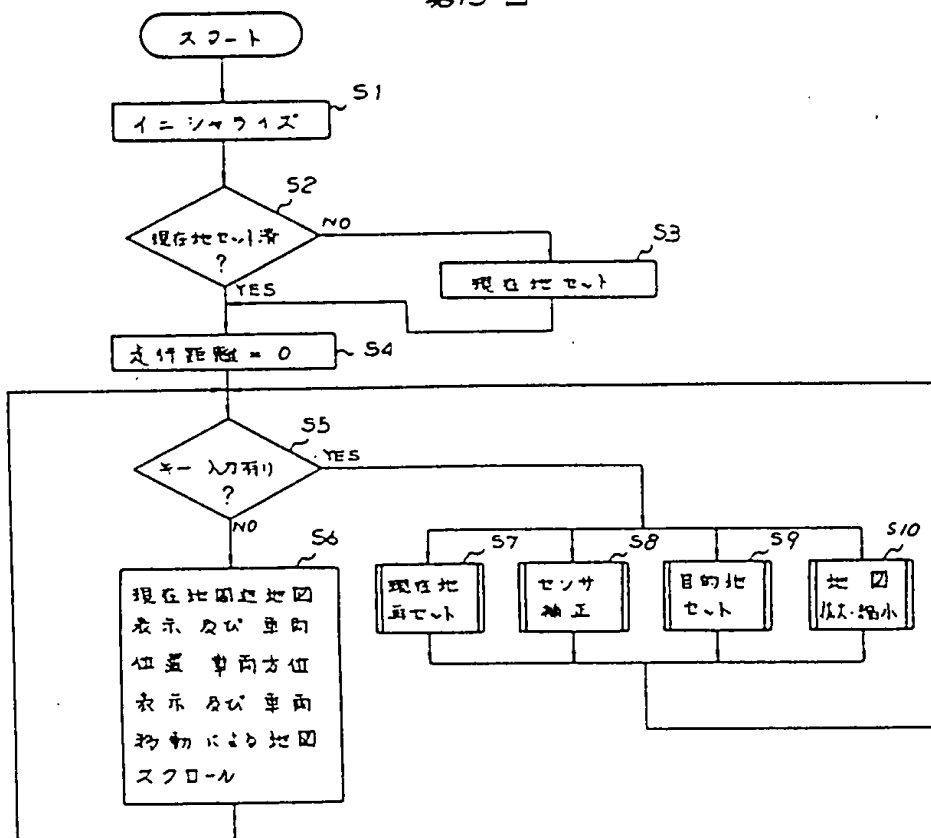 スタート
S1
イニシャライズ
S2
現在地セット済
?
NO
YES
S3
現在地セット
走行距離 = 0
S4
S5
キー入力有り
?
YES
NO
S6
現在地周辺地図
表示及び車両
位置 車両方位
表示及び車両
移動による地図
スクロール
S7
現在地
再セット
S8
センサ
補正
S9
目的地
セット
S10
地図
拡大・縮小